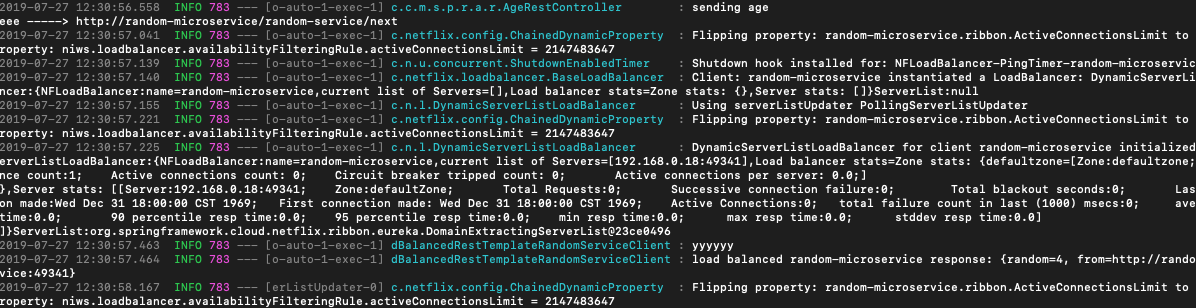 2019-07-27 12:30:56.558  INFO 783 --- [o-auto-1-exec-1] c.c.m.s.p.r.a.r.AgeRestController        : sending age
eee -----> http://random-microservice/random-service/next
2019-07-27 12:30:57.041  INFO 783 --- [o-auto-1-exec-1] c.netflix.config.ChainedDynamicProperty  : Flipping property: random-microservice.ribbon.ActiveConnectionsLimit to
roperty: niws.loadbalancer.availabilityFilteringRule.activeConnectionsLimit = 2147483647
2019-07-27 12:30:57.139  INFO 783 --- [o-auto-1-exec-1] c.n.u.concurrent.ShutdownEnabledTimer    : Shutdown hook installed for: NFLoadBalancer-PingTimer-random-microservic
2019-07-27 12:30:57.140  INFO 783 --- [o-auto-1-exec-1] c.netflix.loadbalancer.BaseLoadBalancer  : Client: random-microservice instantiated a LoadBalancer: DynamicServerLi
ncer:{NFLoadBalancer:name=random-microservice,current list of Servers=[],Load balancer stats=Zone stats: {},Server stats: []}ServerList:null
2019-07-27 12:30:57.155  INFO 783 --- [o-auto-1-exec-1] c.n.l.DynamicServerListLoadBalancer      : Using serverListUpdater PollingServerListUpdater
2019-07-27 12:30:57.221  INFO 783 --- [o-auto-1-exec-1] c.netflix.config.ChainedDynamicProperty  : Flipping property: random-microservice.ribbon.ActiveConnectionsLimit to
roperty: niws.loadbalancer.availabilityFilteringRule.activeConnectionsLimit = 2147483647
2019-07-27 12:30:57.225  INFO 783 --- [o-auto-1-exec-1] c.n.l.DynamicServerListLoadBalancer      : DynamicServerListLoadBalancer for client random-microservice initialized
erverListLoadBalancer:{NFLoadBalancer:name=random-microservice,current list of Servers=[192.168.0.18:49341],Load balancer stats=Zone stats: {defaultzone=[Zone:defaultzone;
nce count:1;    Active connections count: 0;    Circuit breaker tripped count: 0;       Active connections per server: 0.0;]
},Server stats: [[Server:192.168.0.18:49341;    Zone:defaultZone;       Total Requests:0;       Successive connection failure:0;        Total blackout seconds:0;       Las
on made:Wed Dec 31 18:00:00 CST 1969;   First connection made: Wed Dec 31 18:00:00 CST 1969;    Active Connections:0;   total failure count in last (1000) msecs:0;     ave
time:0.0;       90 percentile resp time:0.0;    95 percentile resp time:0.0;    min resp time:0.0;      max resp time:0.0;      stddev resp time:0.0]
]}ServerList:org.springframework.cloud.netflix.ribbon.eureka.DomainExtractingServerList@23ce0496
2019-07-27 12:30:57.463  INFO 783 --- [o-auto-1-exec-1] dBalancedRestTemplateRandomServiceClient : yyyyyy
2019-07-27 12:30:57.464  INFO 783 --- [o-auto-1-exec-1] dBalancedRestTemplateRandomServiceClient : load balanced random-microservice response: {random=4, from=http://rando
vice:49341}
2019-07-27 12:30:58.167  INFO 783 --- [erListUpdater-0] c.netflix.config.ChainedDynamicProperty  : Flipping property: random-microservice.ribbon.ActiveConnectionsLimit to
roperty: niws.loadbalancer.availabilityFilteringRule.activeConnectionsLimit = 2147483647